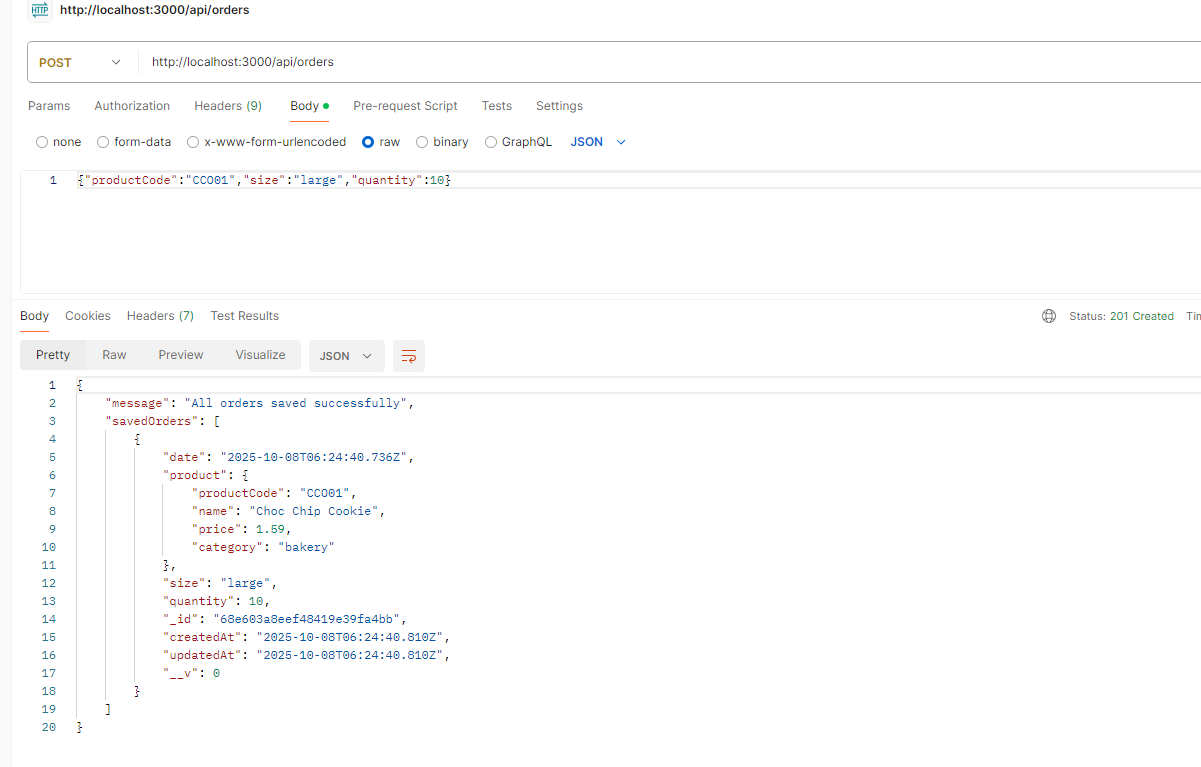 HTTP http://localhost:3000/api/orders
POST http://localhost:3000/api/orders
Params Authorization Headers (9) Body Pre-request Script Tests Settings
none form-data x-www-form-urlencoded raw binary GraphQL JSON
1 {"productCode":"CCO01","size":"large","quantity":10}
Body Cookies Headers (7) Test Results Status: 201 Created Tin
Pretty Raw Preview Visualize JSON
1 {
2 "message": "All orders saved successfully",
3 "savedOrders": [
4 {
5 "date": "2025-10-08T06:24:40.736Z",
6 "product": {
7 "productCode": "CCO01",
8 "name": "Choc Chip Cookie",
9 "price": 1.59,
10 "category": "bakery"
11 },
12 "size": "large",
13 "quantity": 10,
14 "_id": "68e603a8eef48419e39fa4bb",
15 "createdAt": "2025-10-08T06:24:40.810Z",
16 "updatedAt": "2025-10-08T06:24:40.810Z",
17 "__v": 0
18 }
19 ]
20 }